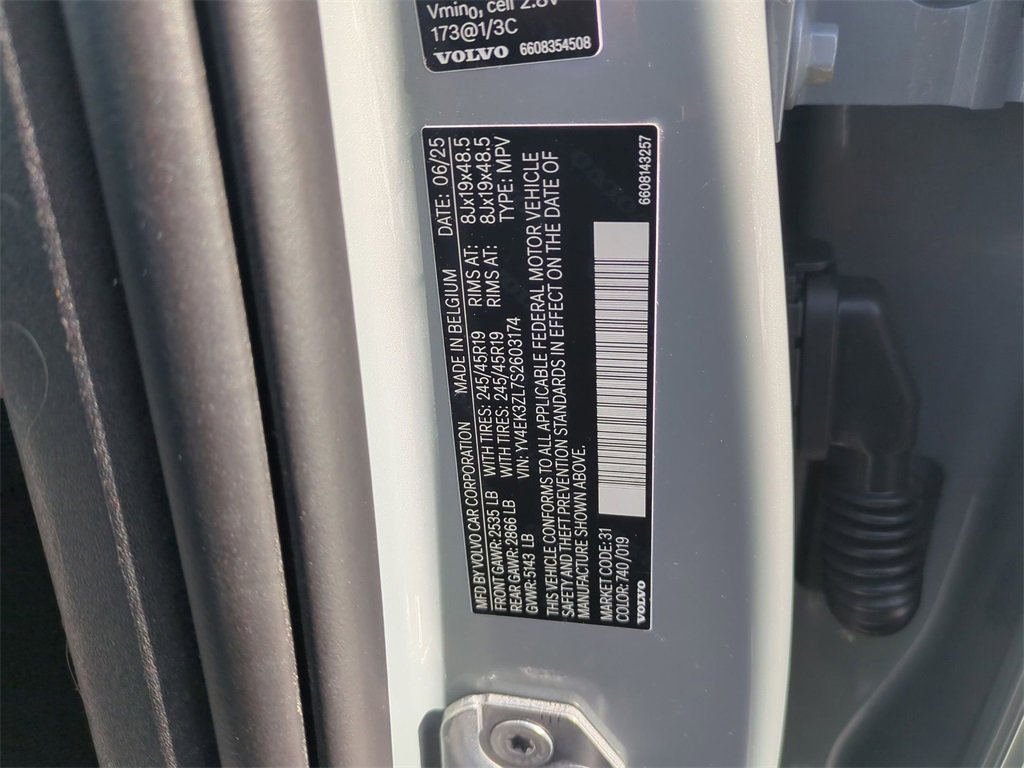 Vmin₀, cell 2.8V
173@1/3C
VOLVO 6608354508
MFD BY VOLVO CAR CORPORATION MADE IN BELGIUM DATE: 06/25
FRONT GAWR: 2535 LB WITH TIRES: 245/45R19 RIMS AT: 8Jx19x48.5
REAR GAWR: 2866 LB WITH TIRES: 245/45R19 RIMS AT: 8Jx19x48.5
GVWR: 5143 LB VIN: YV4EK3ZL7S2603174 TYPE: MPV
THIS VEHICLE CONFORMS TO ALL APPLICABLE FEDERAL MOTOR VEHICLE
SAFETY AND THEFT PREVENTION STANDARDS IN EFFECT ON THE DATE OF
MANUFACTURE SHOWN ABOVE.
MARKET CODE: 31
COLOR: 740/019
VOLVO 6608143257